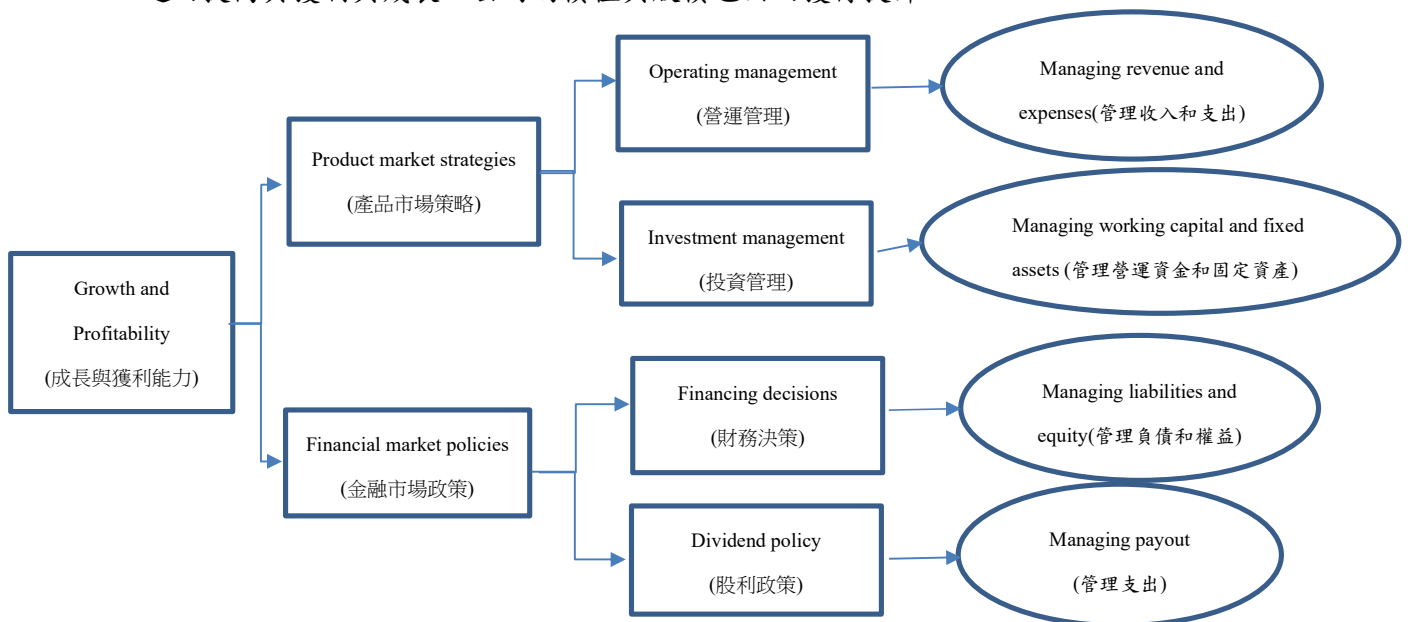 Growth and
Profitability
(成長與獲利能力)
Product market strategies
(產品市場策略)
Financial market policies
(金融市場政策)
Operating management
(營運管理)
Investment management
(投資管理)
Financing decisions
(財務決策)
Dividend policy
(股利政策)
Managing revenue and
expenses(管理收入和支出)
Managing working capital and fixed
assets (管理營運資金和固定資產)
Managing liabilities and
equity(管理負債和權益)
Managing payout
(管理支出)